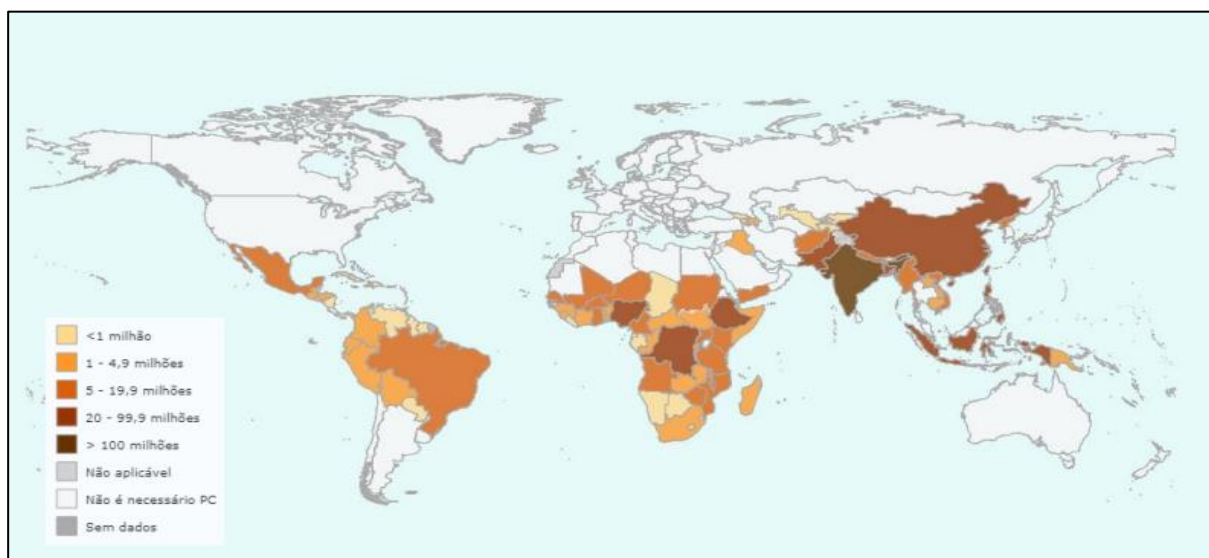 <1 milhão
1 - 4,9 milhões
5 - 19,9 milhões
20 - 99,9 milhões
> 100 milhões
Não aplicável
Não é necessário PC
Sem dados